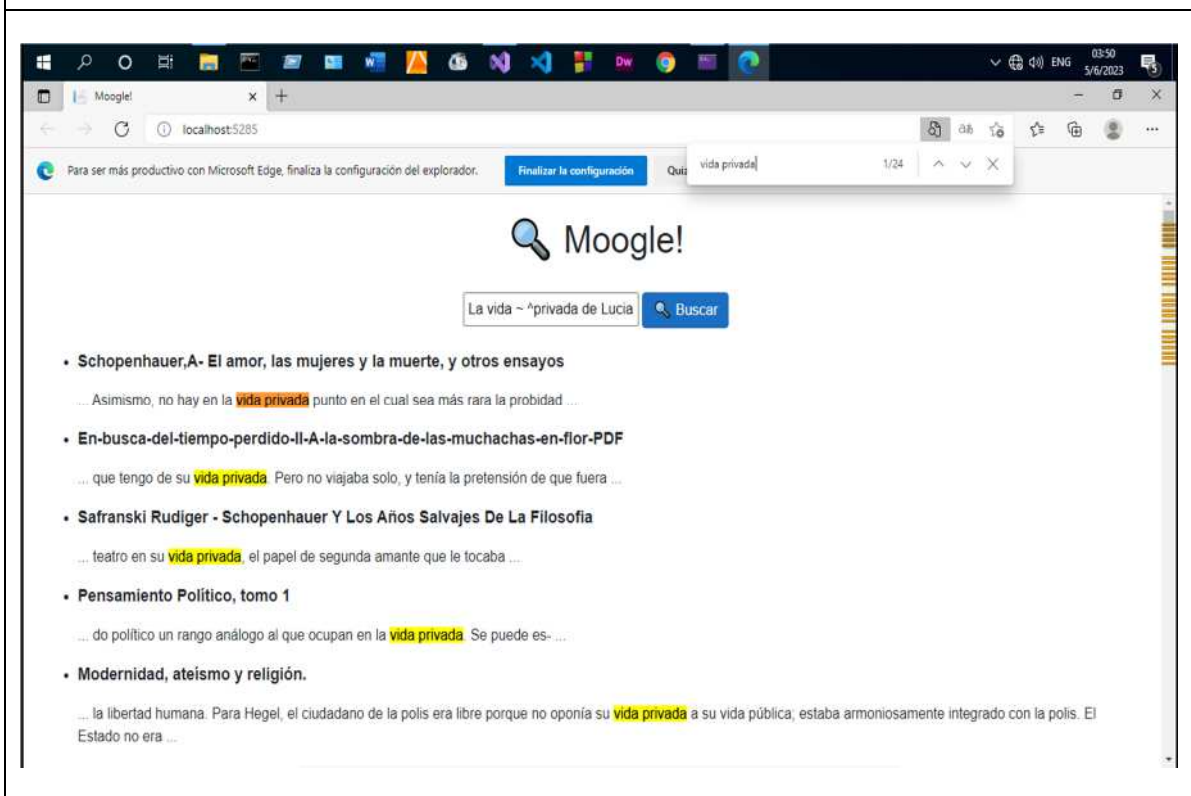 03:50
ENG
5/6/2023
5
W
Dw
Moogle!
localhost:5285
Para ser más productivo con Microsoft Edge, finaliza la configuración del explorador.
Finalizar la configuración
vida privada
1/24
Moogle!
La vida ~ ^privada de Lucia
Buscar
• Schopenhauer,A- El amor, las mujeres y la muerte, y otros ensayos
... Asimismo, no hay en la vida privada punto en el cual sea más rara la probidad ...
• En-busca-del-tiempo-perdido-II-A-la-sombra-de-las-muchachas-en-flor-PDF
... que tengo de su vida privada. Pero no viajaba solo, y tenía la pretensión de que fuera ...
• Safranski Rudiger - Schopenhauer Y Los Años Salvajes De La Filosofia
... teatro en su vida privada, el papel de segunda amante que le tocaba ...
• Pensamiento Político, tomo 1
... do político un rango análogo al que ocupan en la vida privada. Se puede es- ...
• Modernidad, ateísmo y religión.
... la libertad humana. Para Hegel, el ciudadano de la polis era libre porque no oponía su vida privada a su vida pública; estaba armoniosamente integrado con la polis. El
Estado no era ...